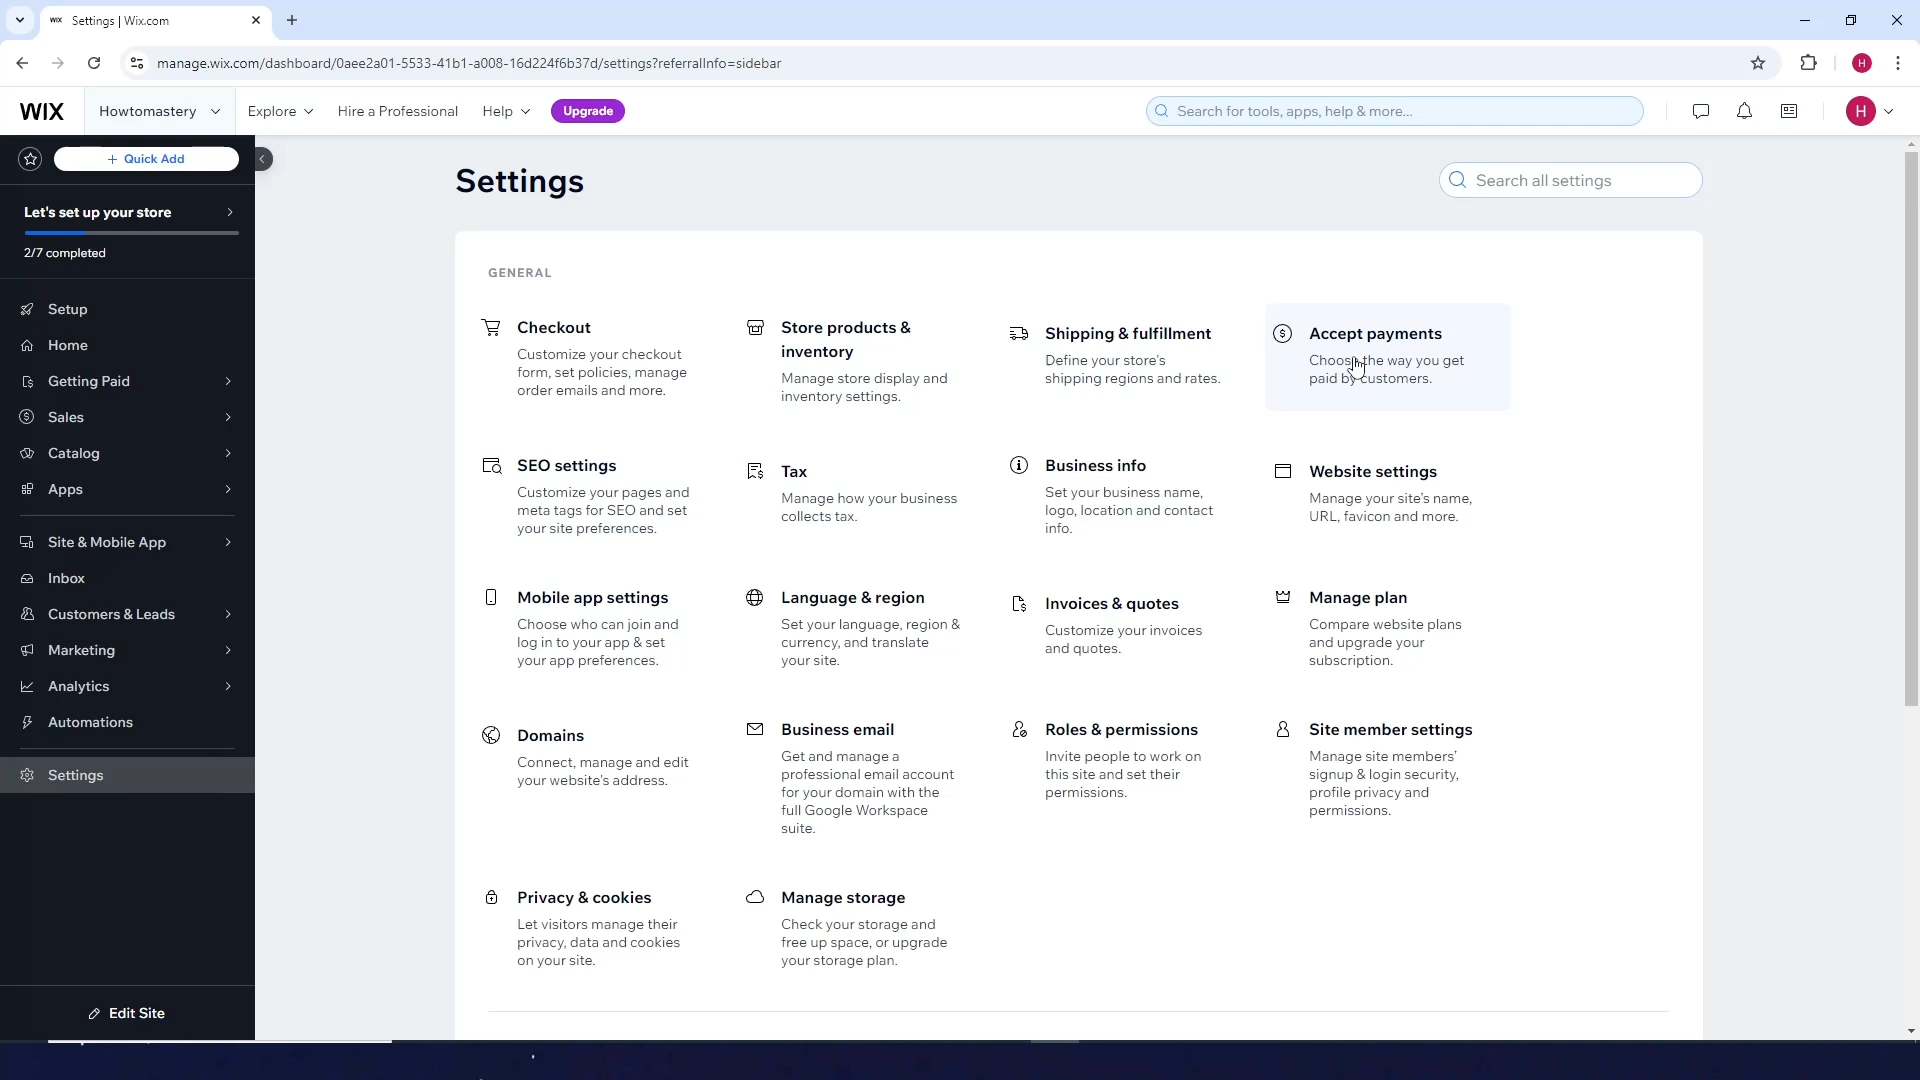 WIX
Settings | Wix.com
manage.wix.com/dashboard/0aee2a01-5533-41b1-a008-16d224f6b37d/settings?referralInfo=sidebar
H
WIX
Howtomastery
Explore
Hire a Professional
Help
Upgrade
Search for tools, apps, help & more...
H
+ Quick Add
Let's set up your store
2/7 completed
Setup
Home
Getting Paid
Sales
Catalog
Apps
Site & Mobile App
Inbox
Customers & Leads
Marketing
Analytics
Automations
Settings
Edit Site
Settings
Search all settings
GENERAL
Checkout
Customize your checkout
form, set policies, manage
order emails and more.
Store products &
inventory
Manage store display and
inventory settings.
Shipping & fulfillment
Define your store's
shipping regions and rates.
Accept payments
Choose the way you get
paid by customers.
SEO settings
Customize your pages and
meta tags for SEO and set
your site preferences.
Tax
Manage how your business
collects tax.
Business info
Set your business name,
logo, location and contact
info.
Website settings
Manage your site's name,
URL, favicon and more.
Mobile app settings
Choose who can join and
log in to your app & set
your app preferences.
Language & region
Set your language, region &
currency, and translate
your site.
Invoices & quotes
Customize your invoices
and quotes.
Manage plan
Compare website plans
and upgrade your
subscription.
Domains
Connect, manage and edit
your website's address.
Business email
Get and manage a
professional email account
for your domain with the
full Google Workspace
suite.
Roles & permissions
Invite people to work on
this site and set their
permissions.
Site member settings
Manage site members'
signup & login security,
profile privacy and
permissions.
Privacy & cookies
Let visitors manage their
privacy, data and cookies
on your site.
Manage storage
Check your storage and
free up space, or upgrade
your storage plan.